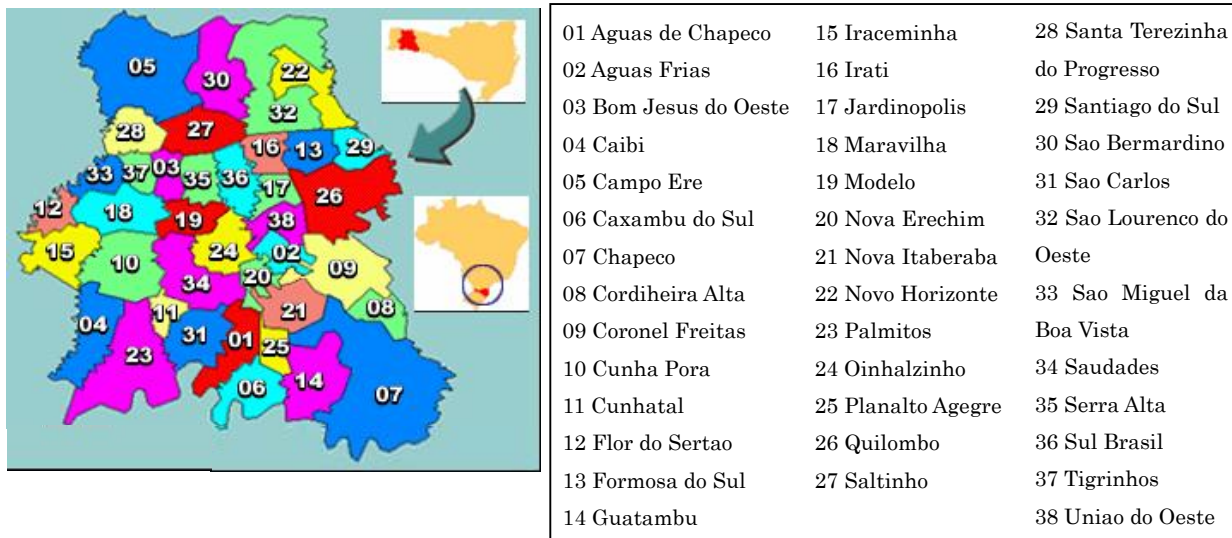 05
30
22
32
28
27
16
13
29
33
37
03
35
36
17
26
12
18
19
38
15
10
24
02
09
20
34
08
04
11
21
23
31
01
25
06
14
07
01 Aguas de Chapeco
02 Aguas Frias
03 Bom Jesus do Oeste
04 Caibi
05 Campo Ere
06 Caxambu do Sul
07 Chapeco
08 Cordiheira Alta
09 Coronel Freitas
10 Cunha Pora
11 Cunhatal
12 Flor do Sertao
13 Formosa do Sul
14 Guatambu
15 Iraceminha
16 Irati
17 Jardinopolis
18 Maravilha
19 Modelo
20 Nova Erechim
21 Nova Itaberaba
22 Novo Horizonte
23 Palmitos
24 Oinhalzinho
25 Planalto Agegre
26 Quilombo
27 Saltinho
28 Santa Terezinha
do Progresso
29 Santiago do Sul
30 Sao Bernardino
31 Sao Carlos
32 Sao Lourenco do
Oeste
33 Sao Miguel da
Boa Vista
34 Saudades
35 Serra Alta
36 Sul Brasil
37 Tigrinhos
38 Uniao do Oeste